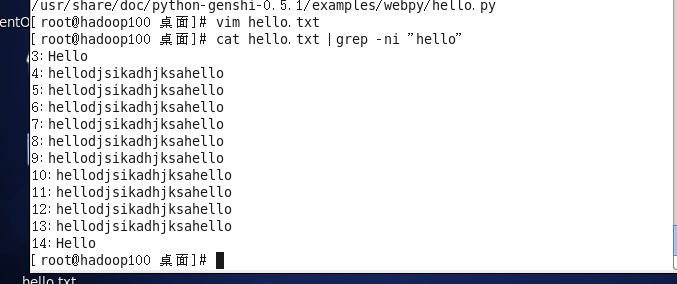 /usr/share/doc/python-genshi-0.5.1/examples/webpy/hello.py
[root@hadoop100 桌面]# vim hello.txt
[root@hadoop100 桌面]# cat hello.txt |grep -ni "hello"
3:Hello
4:hellodjsikadhjksahello
5:hellodjsikadhjksahello
6:hellodjsikadhjksahello
7:hellodjsikadhjksahello
8:hellodjsikadhjksahello
9:hellodjsikadhjksahello
10:hellodjsikadhjksahello
11:hellodjsikadhjksahello
12:hellodjsikadhjksahello
13:hellodjsikadhjksahello
14:Hello
[root@hadoop100 桌面]#
entO
hello.txt